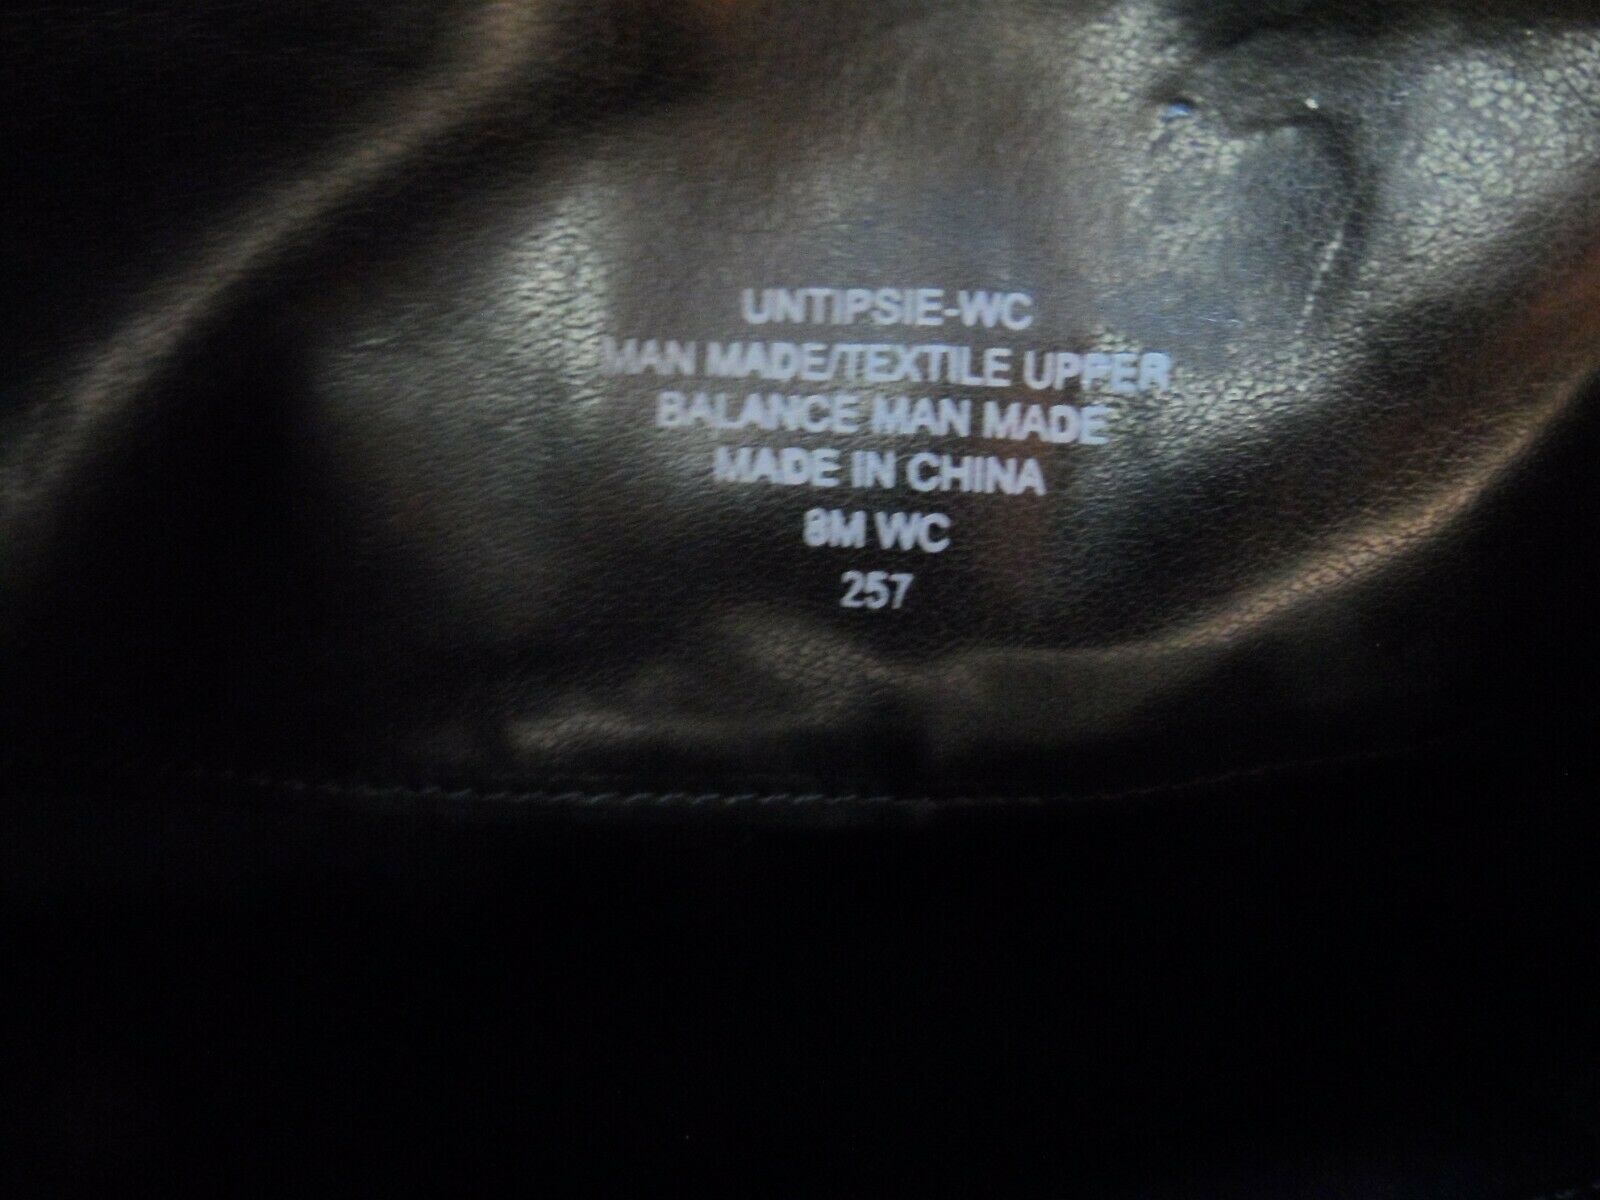 UNTIPSIE-WC
MAN MADE/TEXTILE UPPER
BALANCE MAN MADE
MADE IN CHINA
8M WC
257